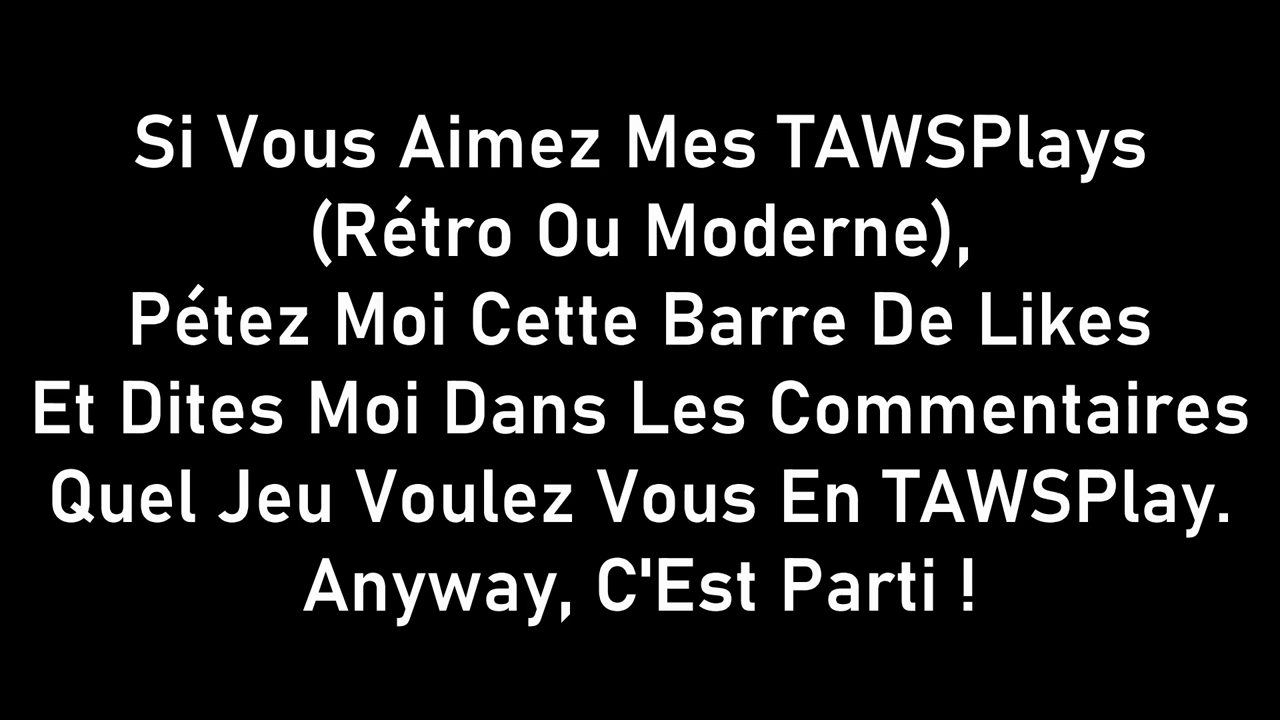 Si Vous Aimez Mes TAWSPlays
(Rétro Ou Moderne),
Pétez Moi Cette Barre De Likes
Et Dites Moi Dans Les Commentaires
Quel Jeu Voulez Vous En TAWSPlay.
Anyway, C'Est Parti !